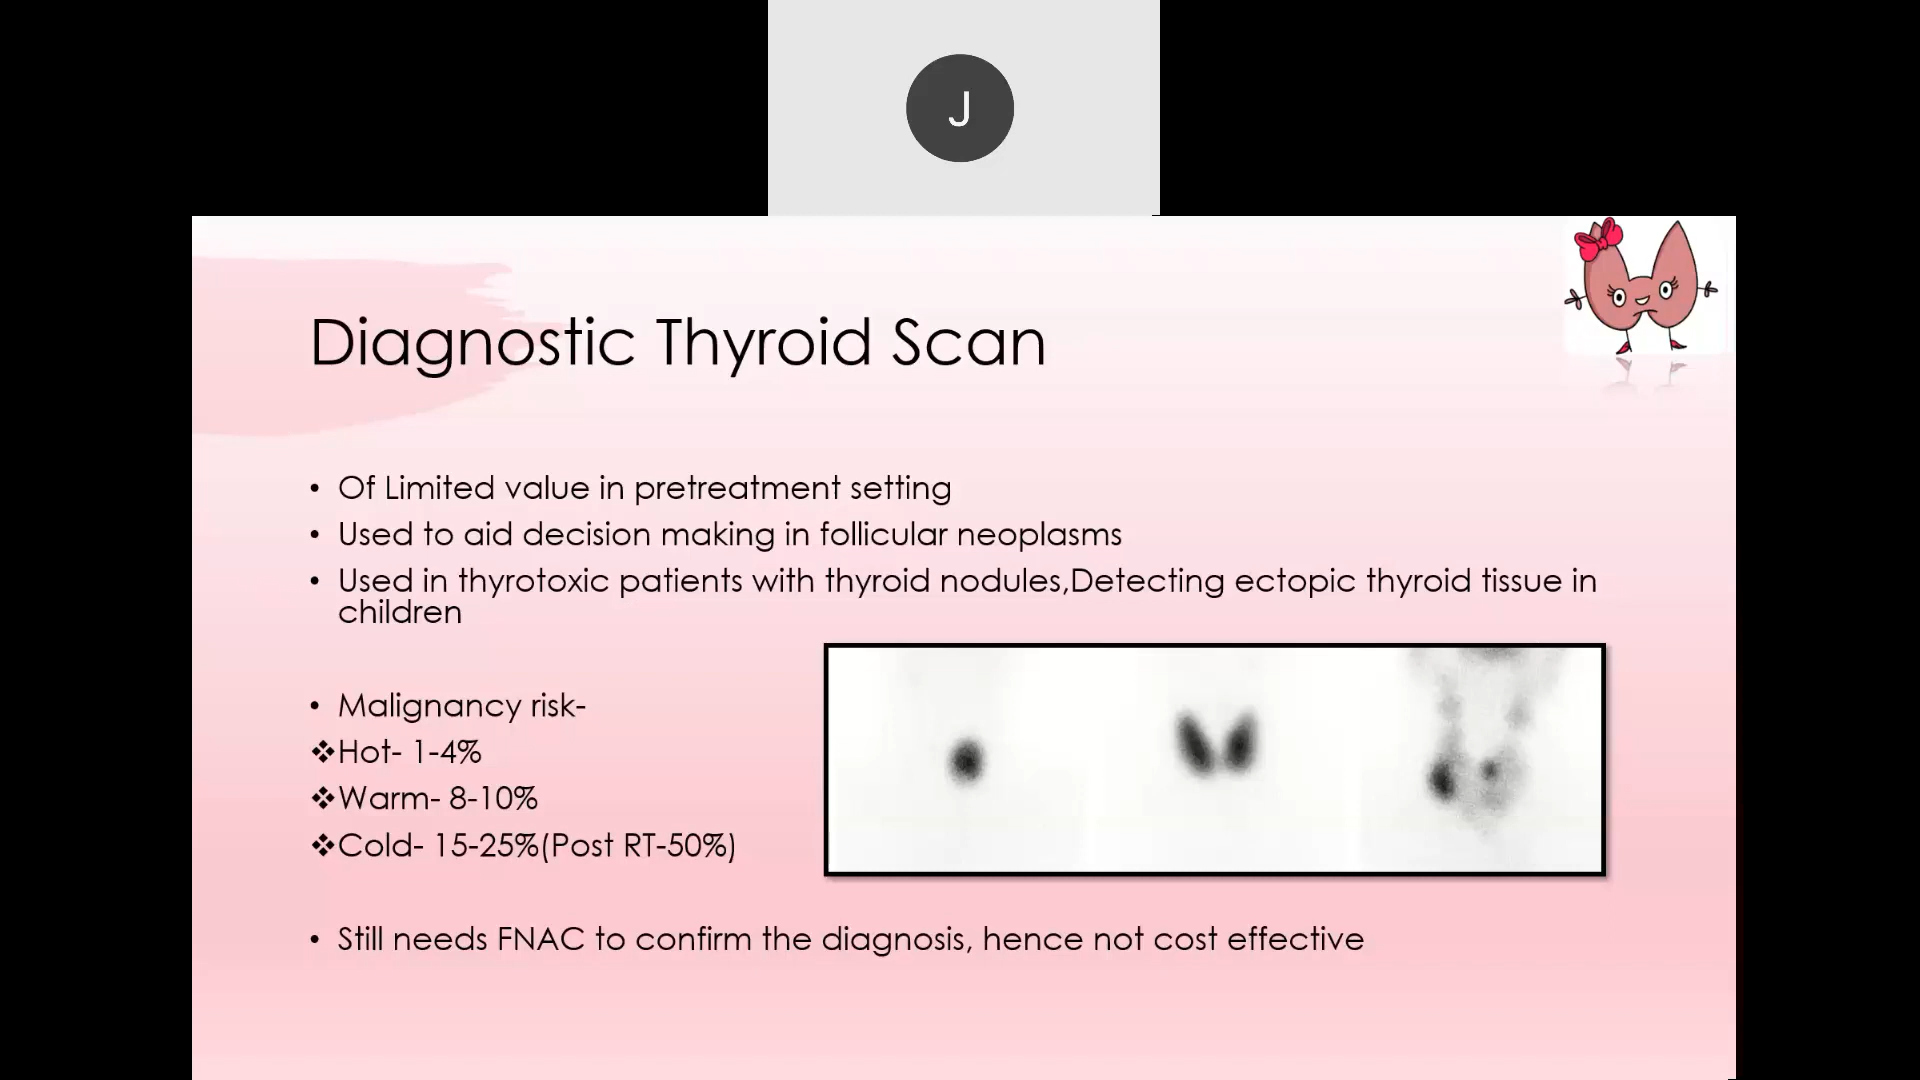 J
Diagnostic Thyroid Scan
• Of Limited value in pretreatment setting
• Used to aid decision making in follicular neoplasms
• Used in thyrotoxic patients with thyroid nodules,Detecting ectopic thyroid tissue in
children
• Malignancy risk-
❖Hot- 1-4%
❖Warm- 8-10%
❖Cold- 15-25%(Post RT-50%)
• Still needs FNAC to confirm the diagnosis, hence not cost effective